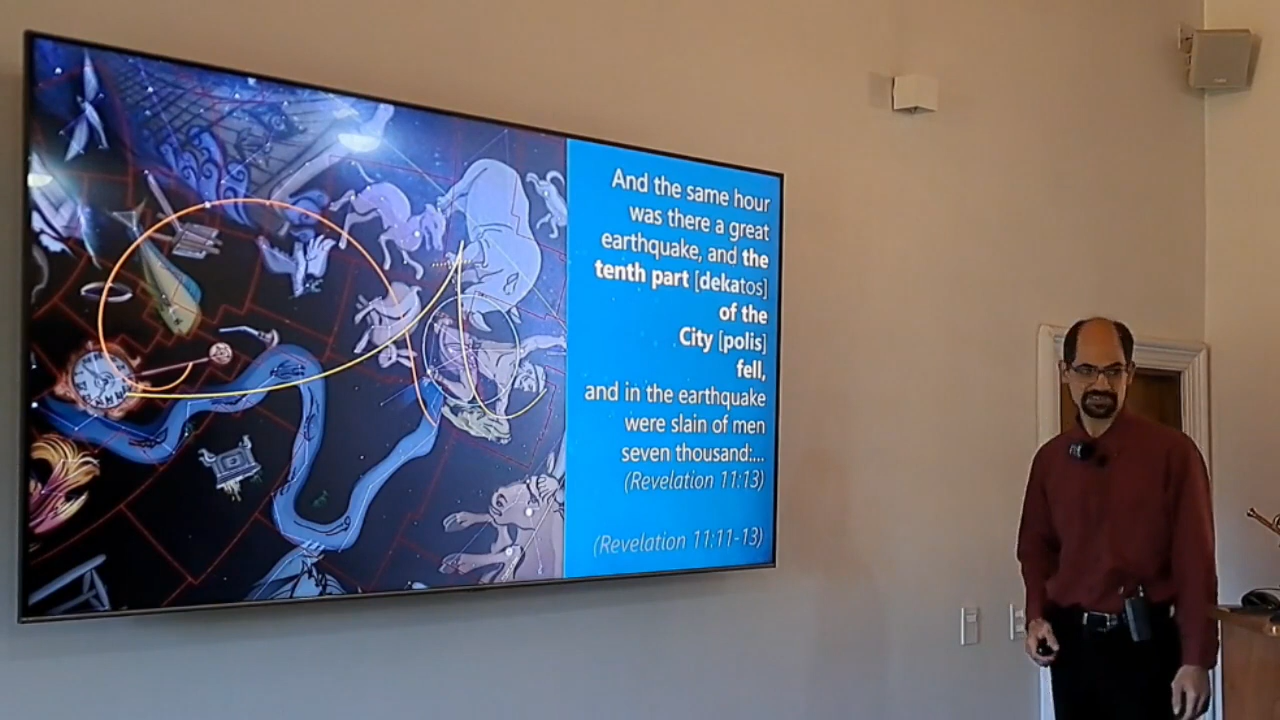 And the same hour
was there a great
earthquake, and the
tenth part [dekatos]
of the
City [polis]
fell,
and in the earthquake
were slain of men
seven thousand:...
(Revelation 11:13)
(Revelation 11:11-13)